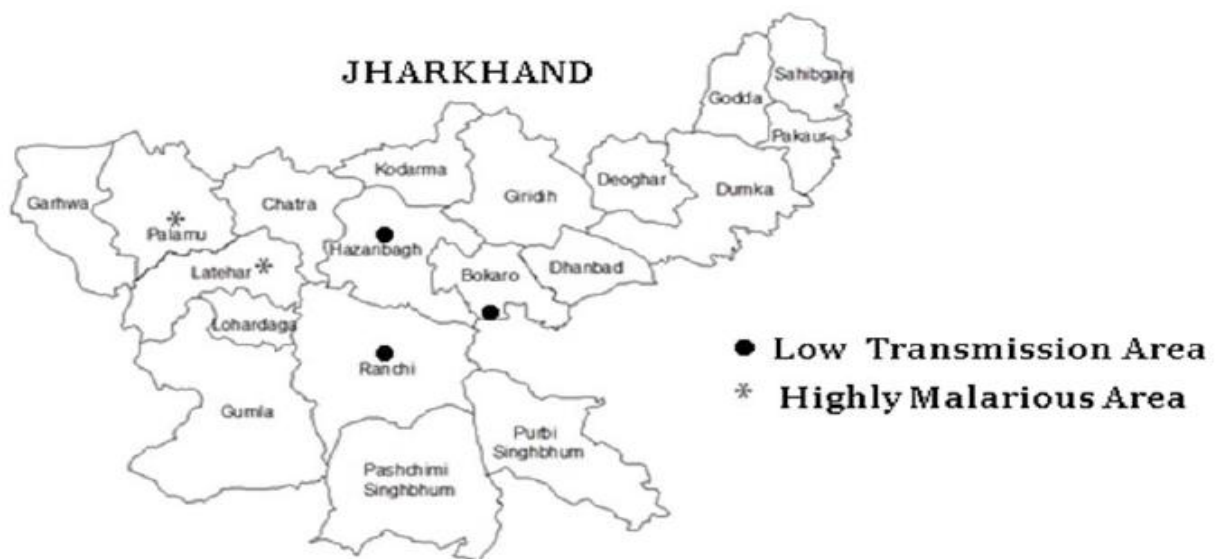 JHARKHAND
Sahibganj
Godda
Pakaur
Kodarma
Deoghar
Dumka
Garhwa
Chatra
Giridih
Palamu
Hazanbagh
Latehar
Bokaro
Dhanbad
Lohardaga
Ranchi
Gumla
Purbi
Singhbhum
Pashchimi
Singhbhum
Low Transmission Area
Highly Malarious Area